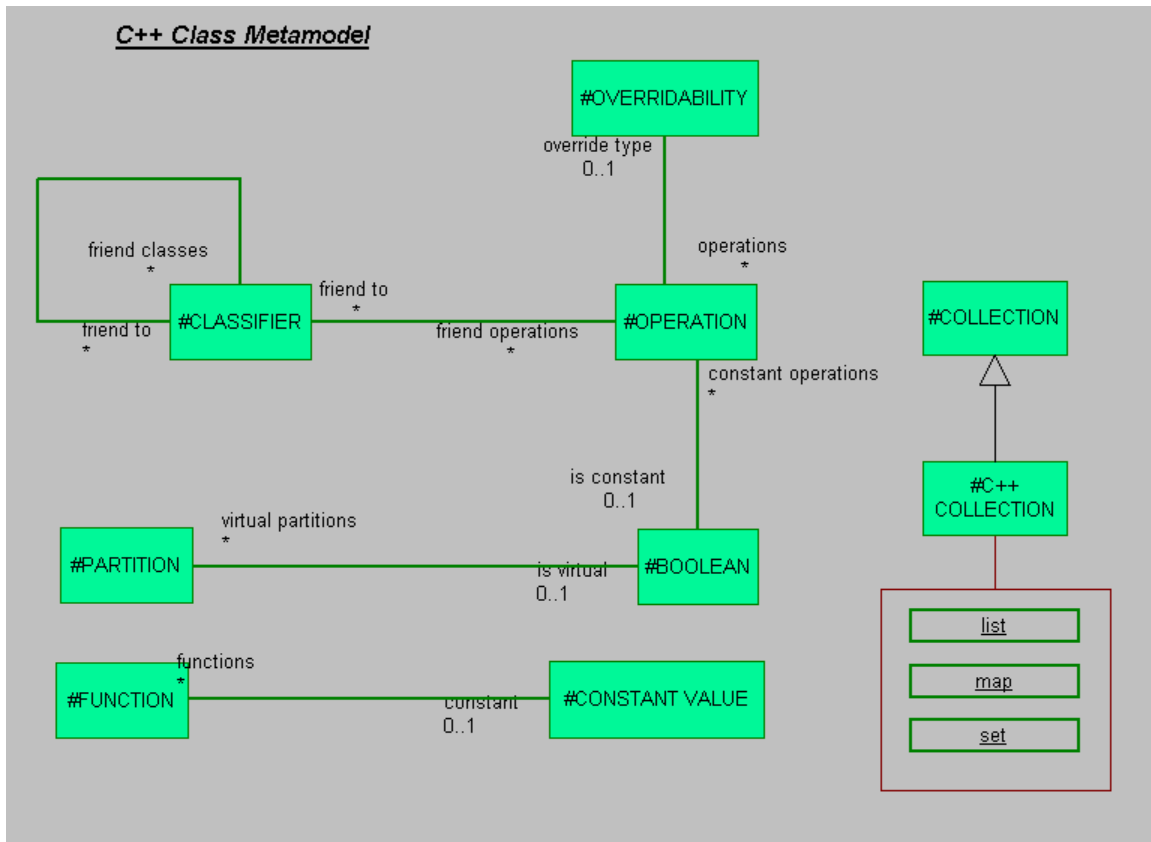 C++ Class Metamodel
#OVERRIDABILITY
override type
0..1
operations
*
friend classes
*
friend to
*
#CLASSIFIER
friend to
*
friend operations
*
#OPERATION
#COLLECTION
constant operations
*
is constant
0..1
#C++
COLLECTION
virtual partitions
*
#PARTITION
is virtual
0..1
#BOOLEAN
list
map
set
functions
*
#FUNCTION
constant
0..1
#CONSTANT VALUE